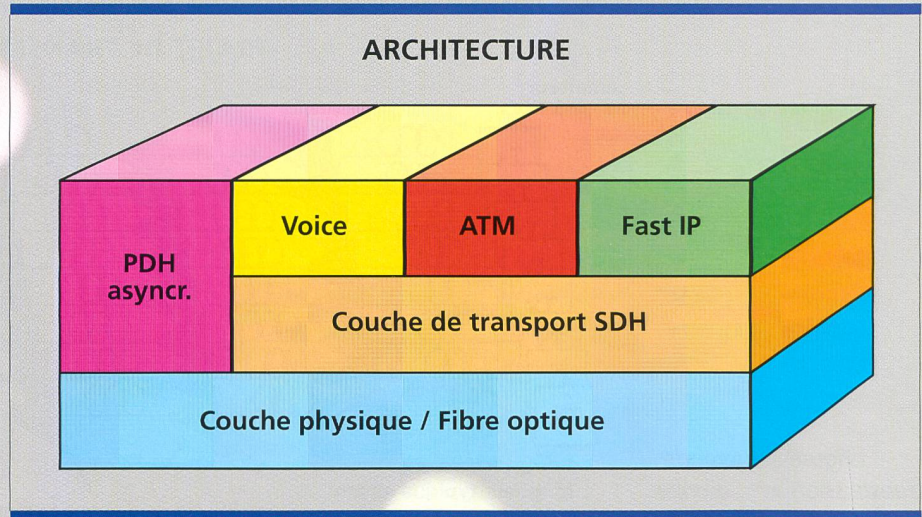 ARCHITECTURE
PDH
asyncr.
Voice
ATM
Fast IP
Couche de transport SDH
Couche physique / Fibre optique